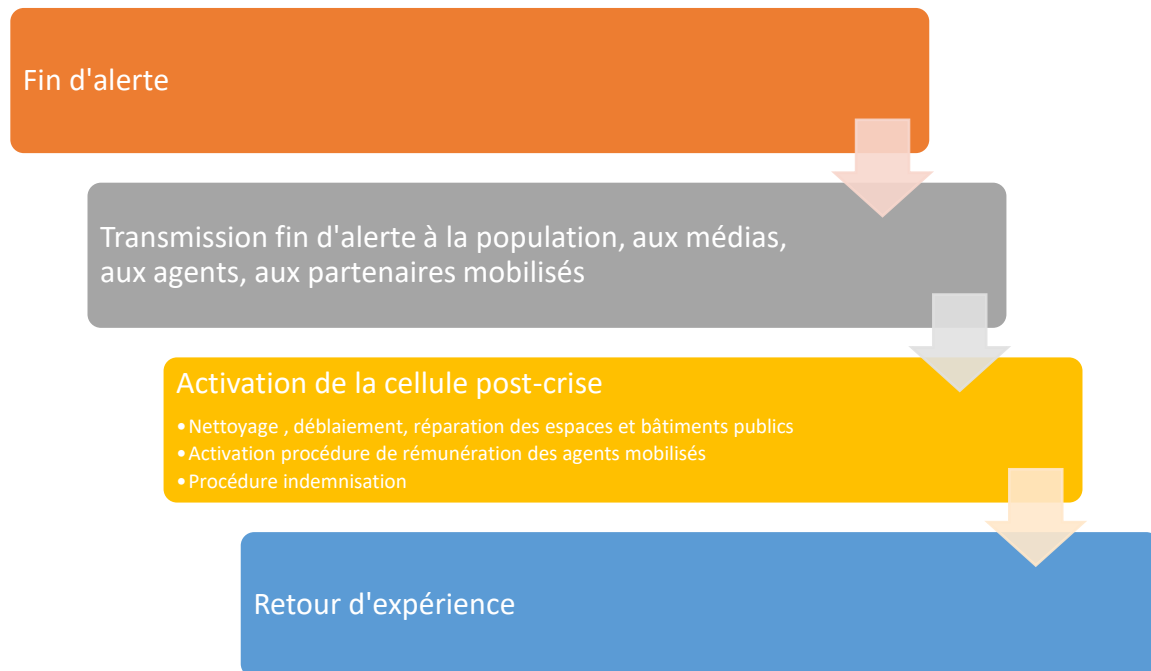 Fin d'alerte
Transmission fin d'alerte à la population, aux médias,
aux agents, aux partenaires mobilisés
Activation de la cellule post-crise
•Nettoyage , déblaiement, réparation des espaces et bâtiments publics
•Activation procédure de rémunération des agents mobilisés
•Procédure indemnisation
Retour d'expérience